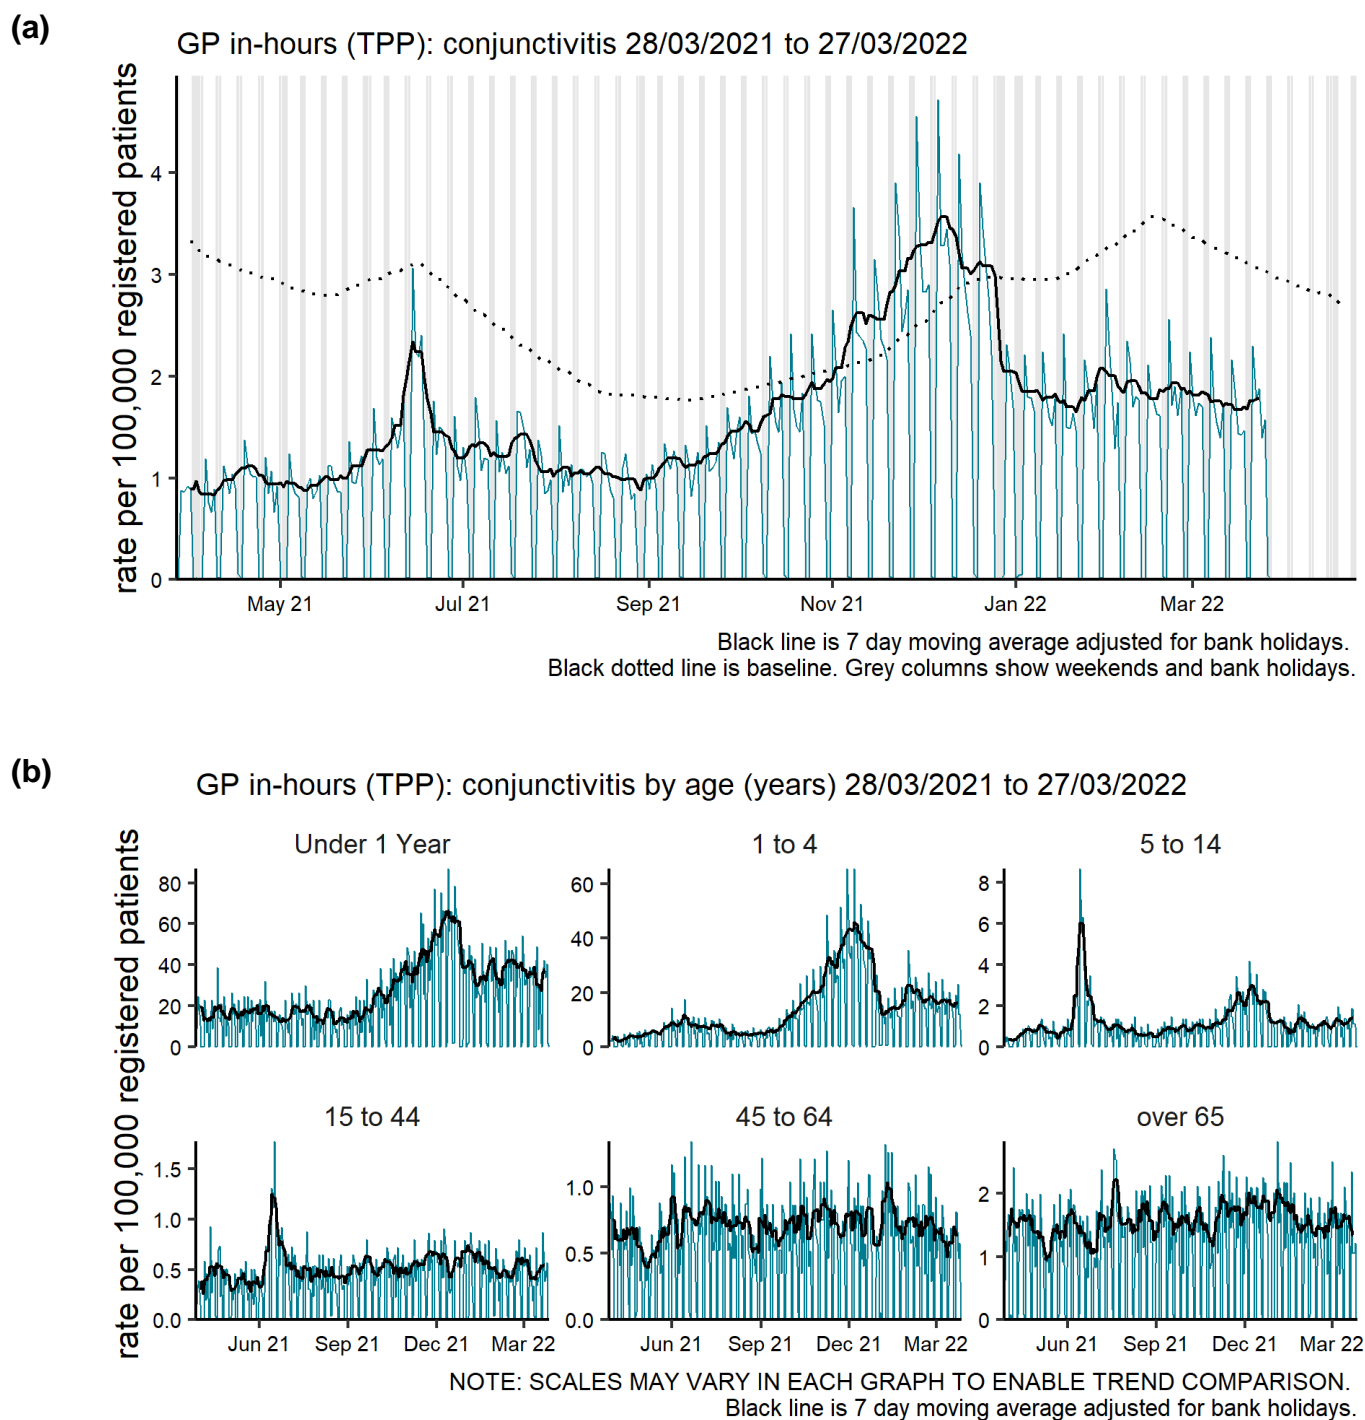 (a)
GP in-hours (TPP): conjunctivitis 28/03/2021 to 27/03/2022
rate per 100,000 registered patients
4
3
2
1
0
May 21 Jul 21 Sep 21 Nov 21 Jan 22 Mar 22
Black line is 7 day moving average adjusted for bank holidays.
Black dotted line is baseline. Grey columns show weekends and bank holidays.
(b)
GP in-hours (TPP): conjunctivitis by age (years) 28/03/2021 to 27/03/2022
rate per 100,000 registered patients
Under 1 Year
80
60
40
20
0
1 to 4
60
40
20
0
5 to 14
8
6
4
2
0
15 to 44
1.5
1.0
0.5
0.0
Jun 21 Sep 21 Dec 21 Mar 22
45 to 64
1.0
0.5
0.0
Jun 21 Sep 21 Dec 21 Mar 22
over 65
2
1
0
Jun 21 Sep 21 Dec 21 Mar 22
NOTE: SCALES MAY VARY IN EACH GRAPH TO ENABLE TREND COMPARISON.
Black line is 7 day moving average adjusted for bank holidays.